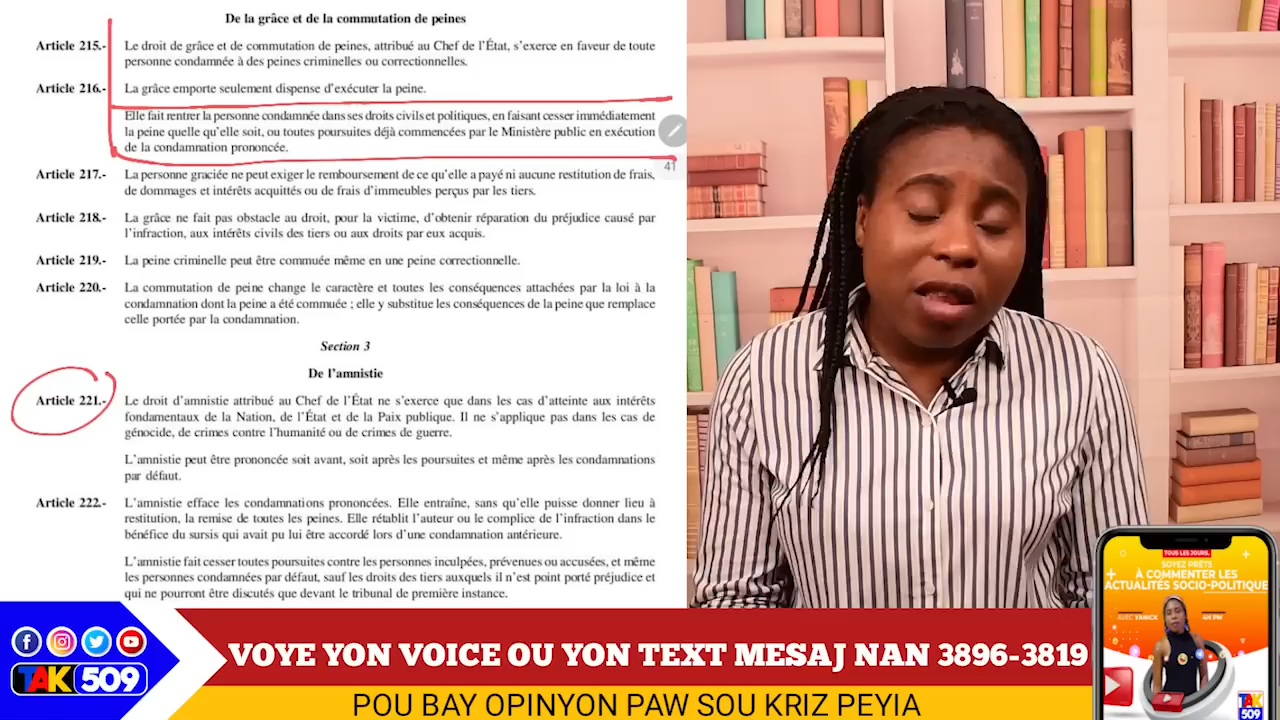 De la grâce et de la commutation de peines
Article 215.- Le droit de grâce et de commutation de peines, attribué au Chef de l'État, s'exerce en faveur de toute
personne condamnée à des peines criminelles ou correctionnelles.
Article 216.- La grâce emporte seulement dispense d'exécuter la peine.
Elle fait rentrer la personne condamnée dans ses droits civils et politiques, en faisant cesser immédiatement
la peine quelle qu'elle soit, ou toutes poursuites déjà commencées par le Ministère public en exécution
de la condamnation prononcée.
41
Article 217.- La personne graciée ne peut exiger le remboursement de ce qu'elle a payé ni aucune restitution de frais,
de dommages et intérêts acquittés ou de frais d'immeubles perçus par les tiers.
Article 218.- La grâce ne fait pas obstacle au droit, pour la victime, d'obtenir réparation du préjudice causé par
l'infraction, aux intérêts civils des tiers ou aux droits par eux acquis.
Article 219.- La peine criminelle peut être commuée même en une peine correctionnelle.
Article 220.- La commutation de peine change le caractère et toutes les conséquences attachées par la loi à la
condamnation dont la peine a été commuée ; elle y substitue les conséquences de la peine que remplace
celle portée par la condamnation.
Section 3
De l'amnistie
Article 221.- Le droit d'amnistie attribué au Chef de l'État ne s'exerce que dans les cas d'atteinte aux intérêts
fondamentaux de la Nation, de l'État et de la Paix publique. Il ne s'applique pas dans les cas de
génocide, de crimes contre l'humanité ou de crimes de guerre.
L'amnistie peut être prononcée soit avant, soit après les poursuites et même après les condamnations
par défaut.
Article 222.- L'amnistie efface les condamnations prononcées. Elle entraîne, sans qu'elle puisse donner lieu à
restitution, la remise de toutes les peines. Elle rétablit l'auteur ou le complice de l'infraction dans le
bénéfice du sursis qui avait pu lui être accordé lors d'une condamnation antérieure.
L'amnistie fait cesser toutes poursuites contre les personnes inculpées, prévenues ou accusées, et même
les personnes condamnées par défaut, sauf les droits des tiers auxquels il n'est point porté préjudice et
qui ne pourront être discutés que devant le tribunal de première instance.
TAK 509
VOYE YON VOICE OU YON TEXT MESAJ NAN 3896-3819
POU BAY OPINYON PAW SOU KRIZ PEYIA
TOUS LES JOURS,
SOYEZ PRÊTS
À COMMENTER LES
ACTUALITÉS SOCIO-POLITIQUE
AVEC YANICK
TAK
509